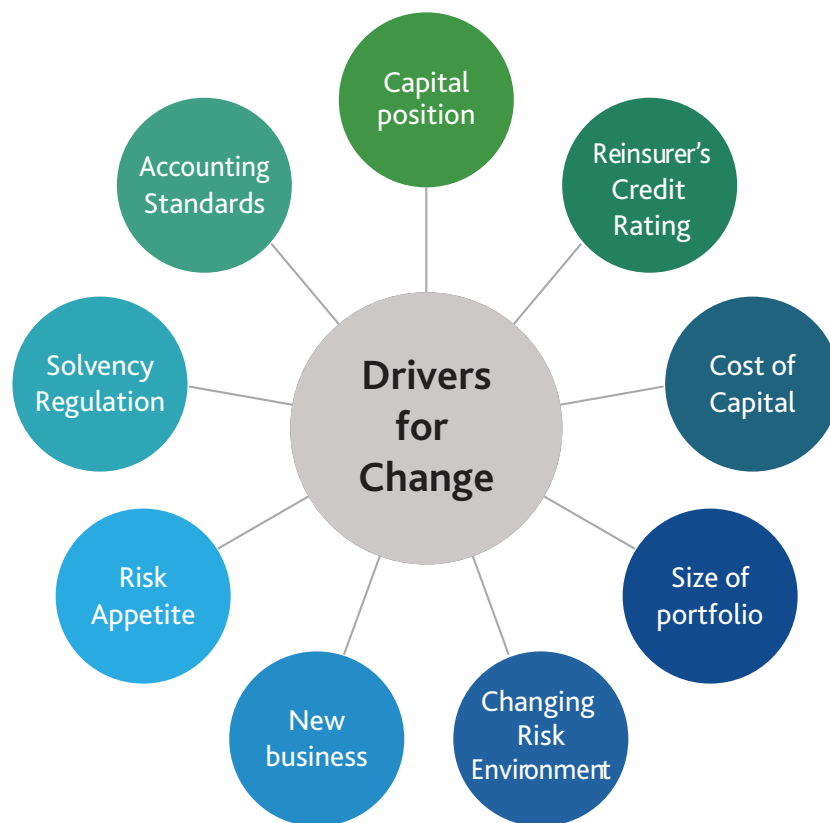 Capital
position
Reinsurer's
Credit
Rating
Cost of
Capital
Size of
portfolio
Changing
Risk
Environment
New
business
Risk
Appetite
Solvency
Regulation
Accounting
Standards
Drivers
for
Change